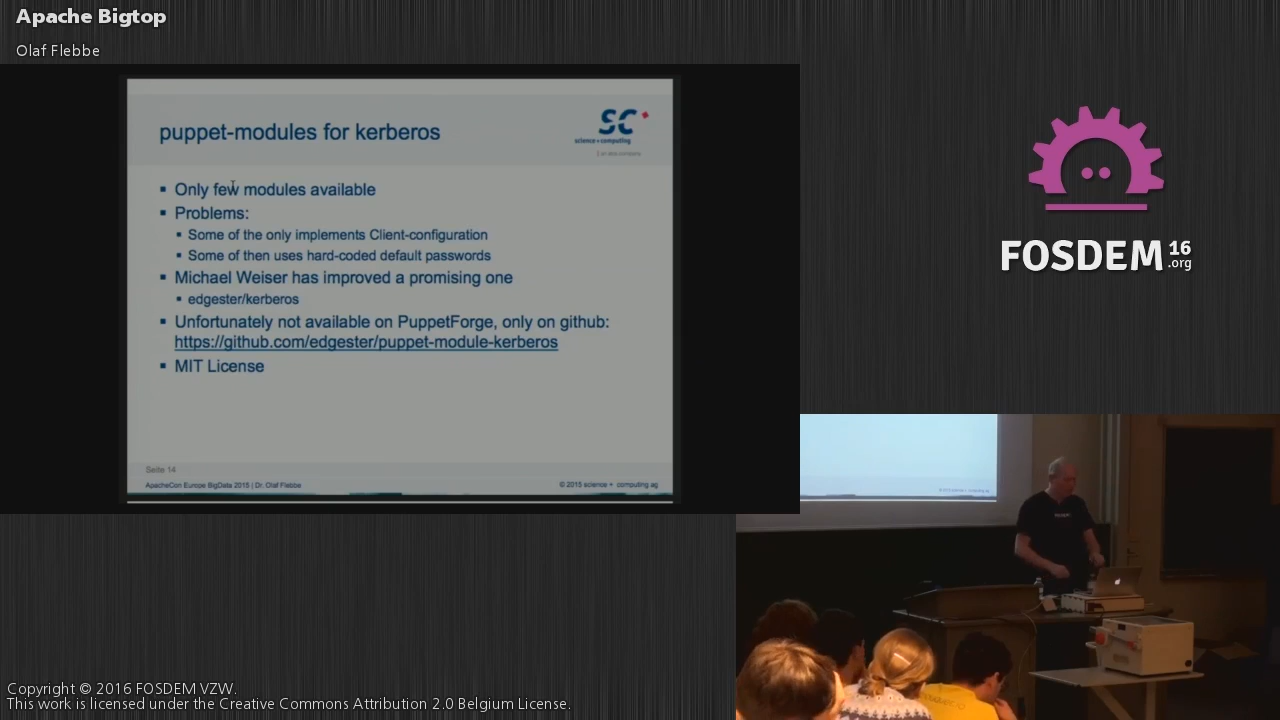 Apache Bigtop
Olaf Flebbe
puppet-modules for kerberos
SC
science + computing
Only few modules available
Problems:
Some of the only implements Client-configuration
Some of then uses hard-coded default passwords
Michael Weiser has improved a promising one
edgester/kerberos
Unfortunately not available on PuppetForge, only on github:
https://github.com/edgester/puppet-module-kerberos
MIT License
Seite 14
ApacheCon Europe BigData 2015 | Dr. Olaf Flebbe
© 2015 science + computing ag
FOSDEM 16
.org
Copyright © 2016 FOSDEM VZW.
This work is licensed under the Creative Commons Attribution 2.0 Belgium License.